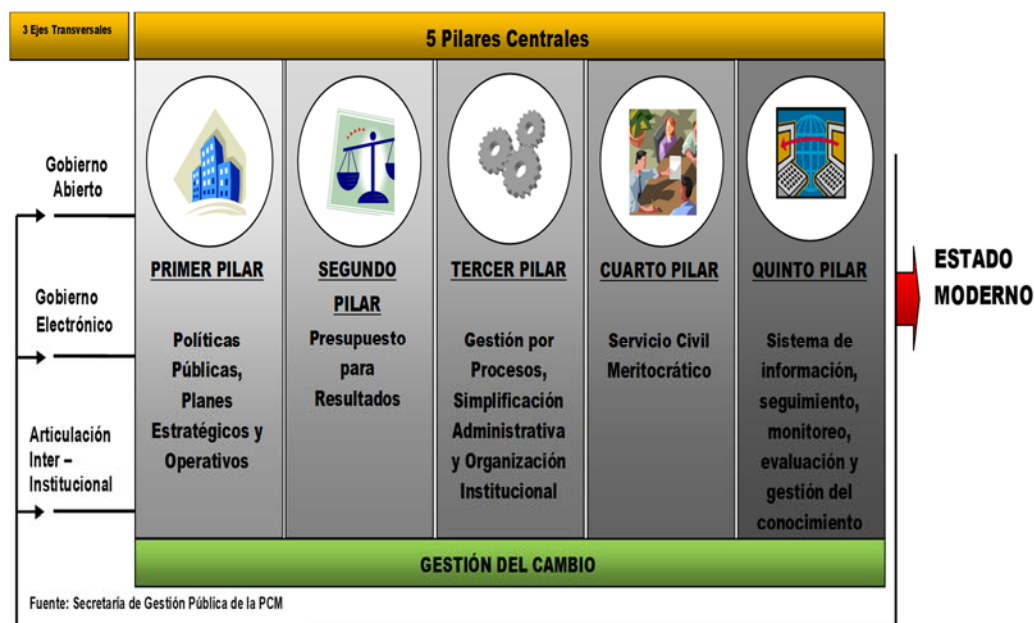 3 Ejes Transversales
5 Pilares Centrales
Gobierno
Abierto
Gobierno
Electrónico
Articulación
Inter –
Institucional
PRIMER PILAR
Políticas
Públicas,
Planes
Estratégicos y
Operativos
SEGUNDO
PILAR
Presupuesto
para
Resultados
TERCER PILAR
Gestión por
Procesos,
Simplificación
Administrativa
y Organización
Institucional
CUARTO PILAR
Servicio Civil
Meritocrático
QUINTO PILAR
Sistema de
información,
seguimiento,
monitoreo,
evaluación y
gestión del
conocimiento
ESTADO
MODERNO
GESTIÓN DEL CAMBIO
Fuente: Secretaría de Gestión Pública de la PCM